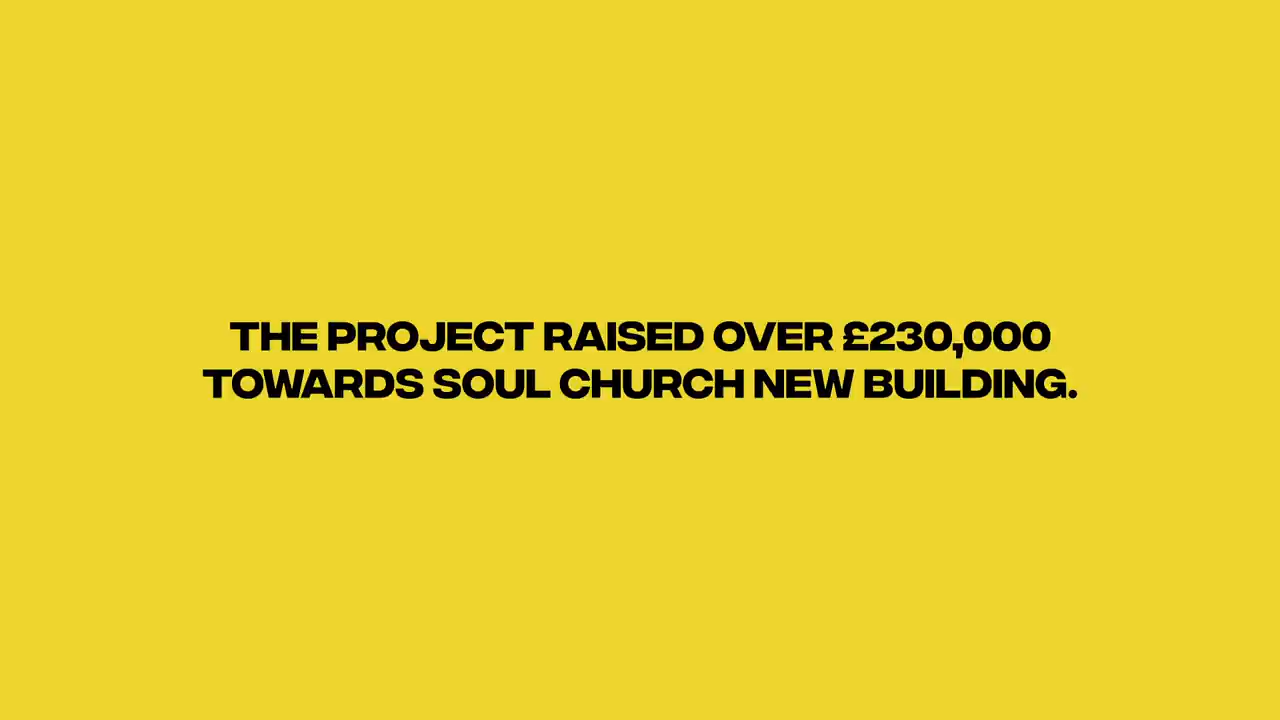 THE PROJECT RAISED OVER £230,000
TOWARDS SOUL CHURCH NEW BUILDING.